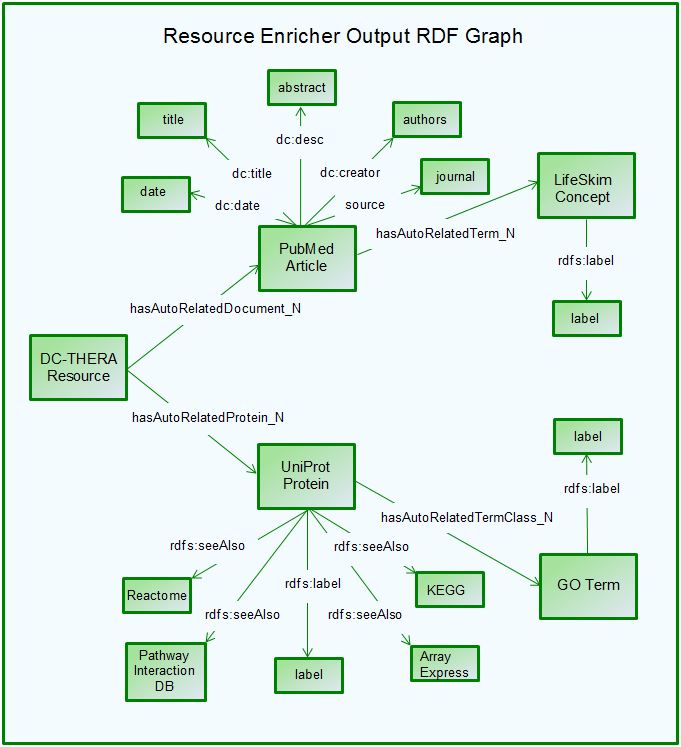 Resource Enricher Output RDF Graph
abstract
title
authors
dc:desc
dc:title
dc:creator
journal
LifeSkim
Concept
date
dc:date
source
hasAutoRelatedTerm_N
PubMed
Article
rdfs:label
hasAutoRelatedDocument_N
label
DC-THERA
Resource
hasAutoRelatedProtein_N
label
UniProt
Protein
rdfs:label
hasAutoRelatedTermClass_N
rdfs:seeAlso
rdfs:seeAlso
rdfs:label
GO Term
Reactome
KEGG
rdfs:seeAlso
rdfs:seeAlso
Pathway
Interaction
DB
label
Array
Express